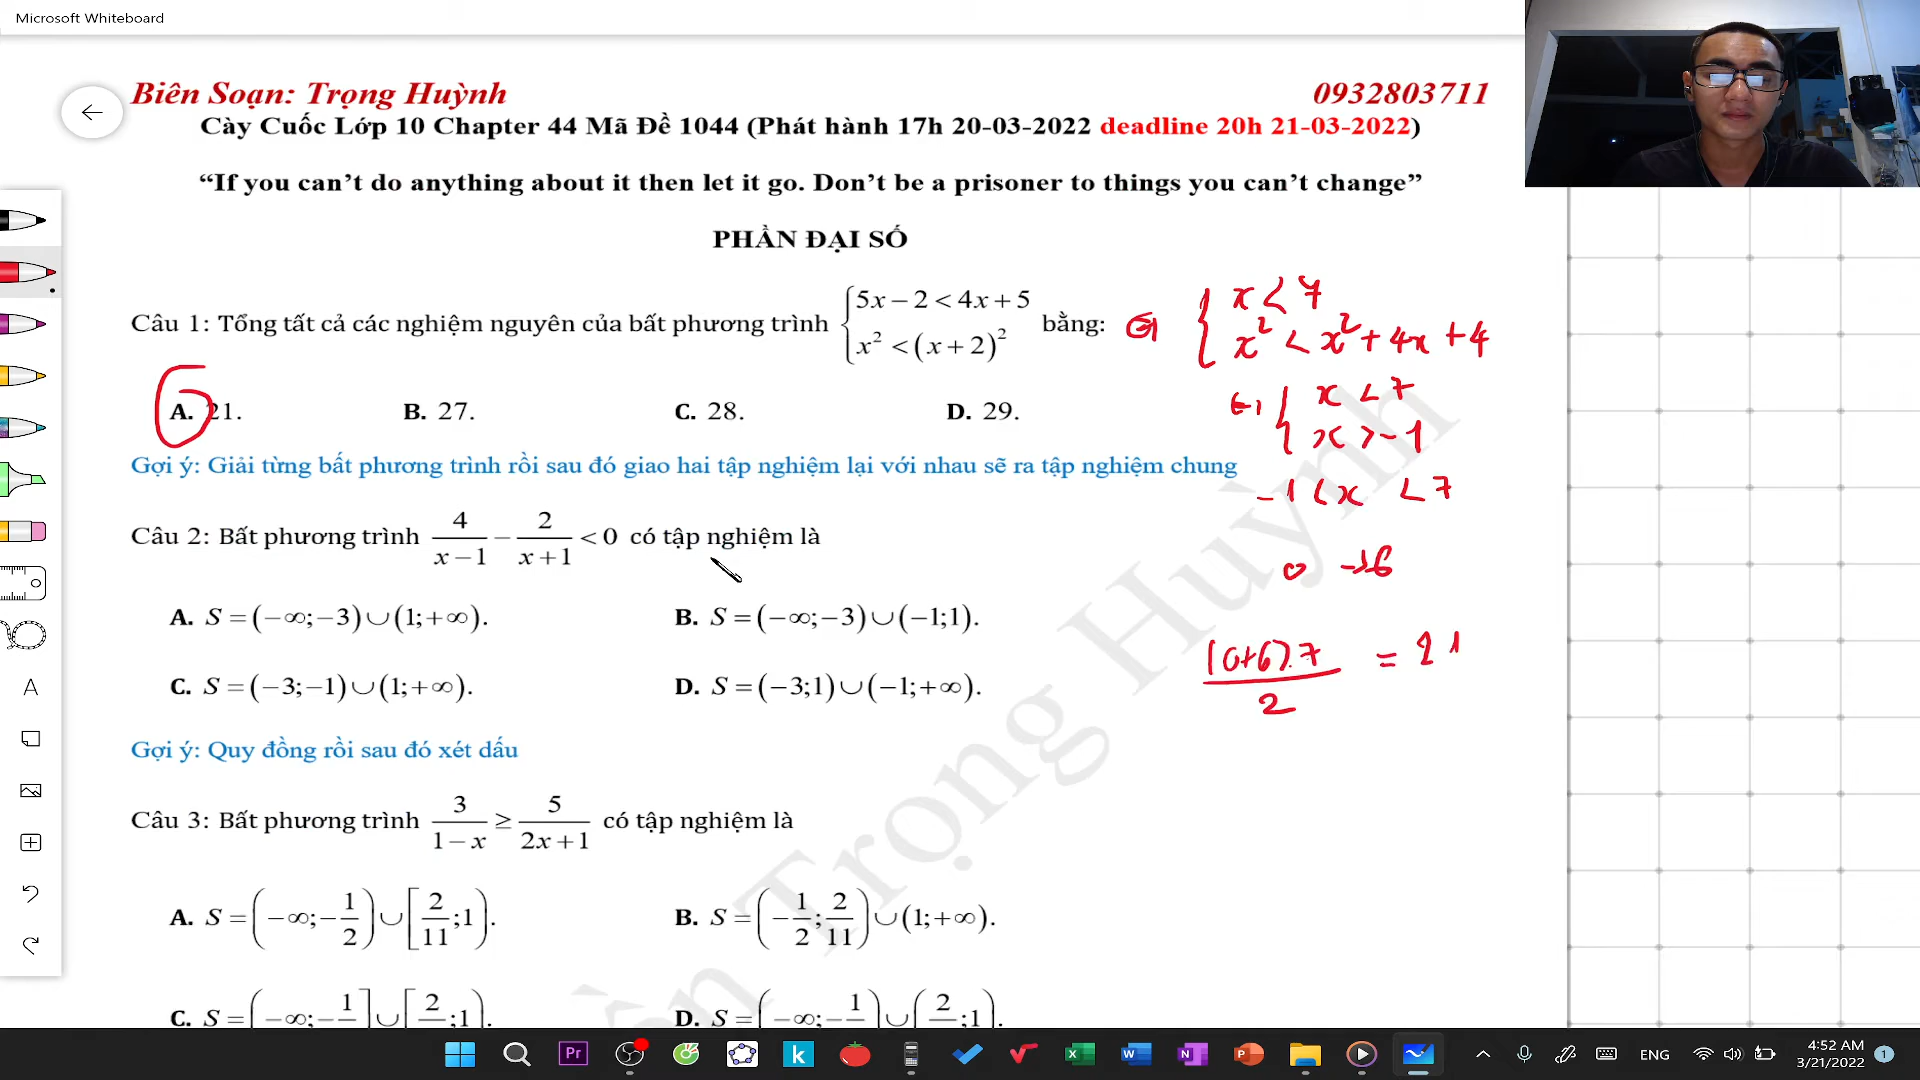 Microsoft Whiteboard
Biên Soạn: Trọng Huỳnh 0932803711
Cày Cuốc Lớp 10 Chapter 44 Mã Đề 1044 (Phát hành 17h 20-03-2022 deadline 20h 21-03-2022)
“If you can’t do anything about it then let it go. Don’t be a prisoner to things you can’t change”
PHẦN ĐẠI SỐ
Câu 1: Tổng tất cả các nghiệm nguyên của bất phương trình { 5x − 2 < 4x + 5
x² < (x + 2)² bằng:
{ x < 7
x² < x² + 4x + 4
{ x < 7
x > -1
-1 < x < 7
0 → 6
(0+6).7 / 2 = 21
A. 21. B. 27. C. 28. D. 29.
Gợi ý: Giải từng bất phương trình rồi sau đó giao hai tập nghiệm lại với nhau sẽ ra tập nghiệm chung
Câu 2: Bất phương trình 4/(x−1) − 2/(x+1) < 0 có tập nghiệm là
A. S = (−∞;−3)∪(1;+∞). B. S = (−∞;−3)∪(−1;1).
C. S = (−3;−1)∪(1;+∞). D. S = (−3;1)∪(−1;+∞).
Gợi ý: Quy đồng rồi sau đó xét dấu
Câu 3: Bất phương trình 3/(1−x) ≥ 5/(2x+1) có tập nghiệm là
A. S = (−∞;−1/2)∪[2/11;1). B. S = (−1/2;2/11)∪(1;+∞).
C. S = (−∞;−1/ ]∪[2/ ;1). D. S = (−∞;−1/ )∪(2/ ;1).
Trọng Huỳnh
ENG
4:52 AM
3/21/2022
1